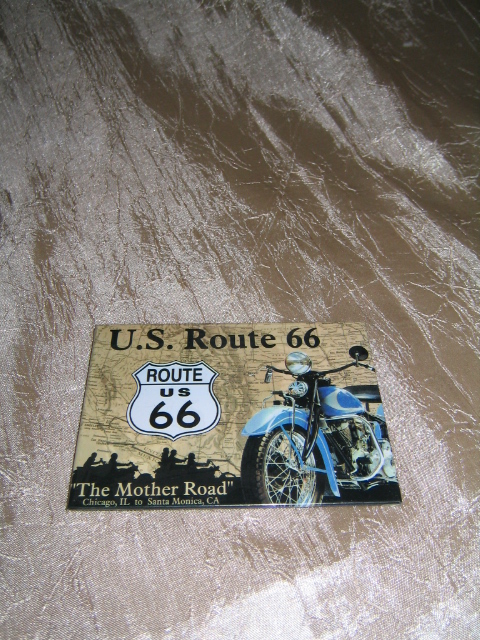 U.S. Route 66
ROUTE
US
66
"The Mother Road"
Chicago, IL to Santa Monica, CA